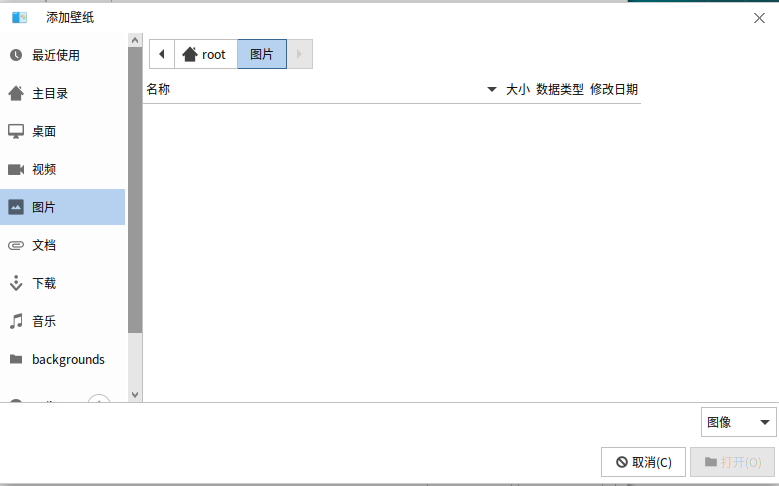 添加壁纸
最近使用
主目录
桌面
视频
图片
文档
下载
音乐
backgrounds
root 图片
名称 大小 数据类型 修改日期
图像
取消(C) 打开(O)